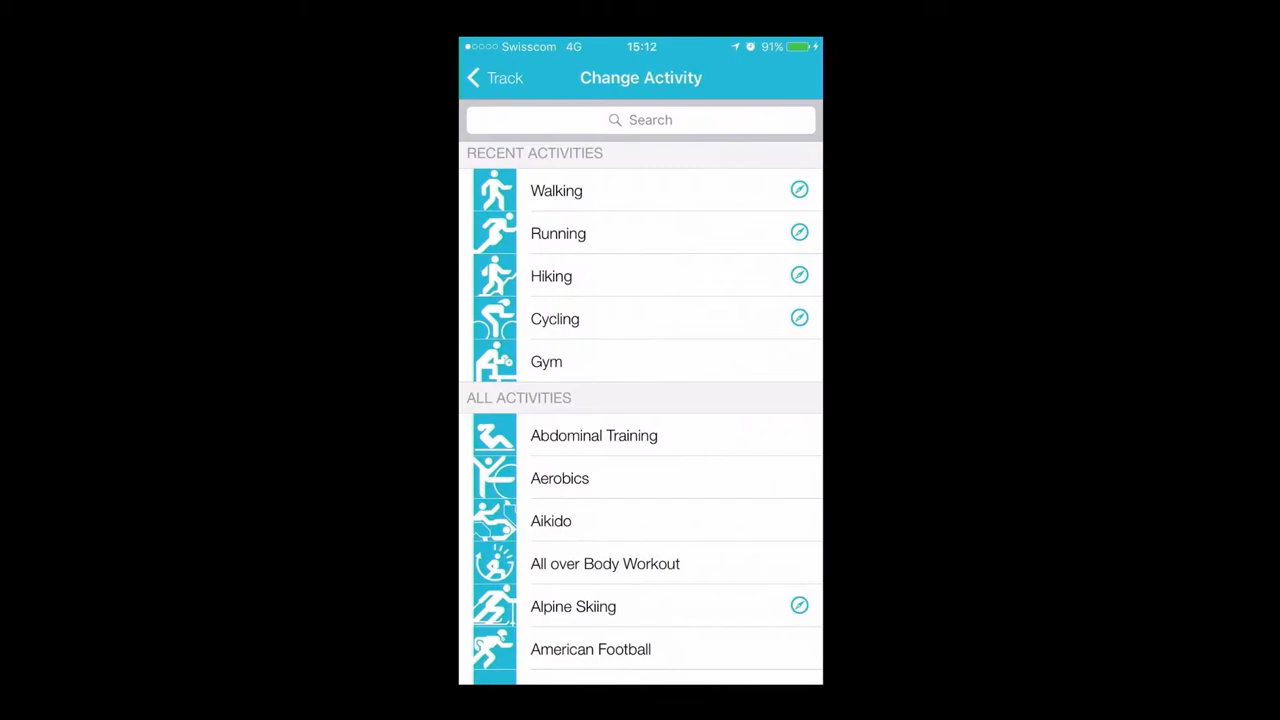 Swisscom 4G 15:12 91%
Track Change Activity
Search
RECENT ACTIVITIES
Walking
Running
Hiking
Cycling
Gym
ALL ACTIVITIES
Abdominal Training
Aerobics
Aikido
All over Body Workout
Alpine Skiing
American Football